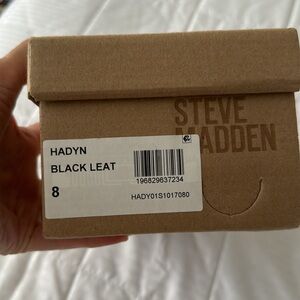 STEVE
MADDEN
HADYN
BLACK LEAT
8
196829637234
HADY01S1017080